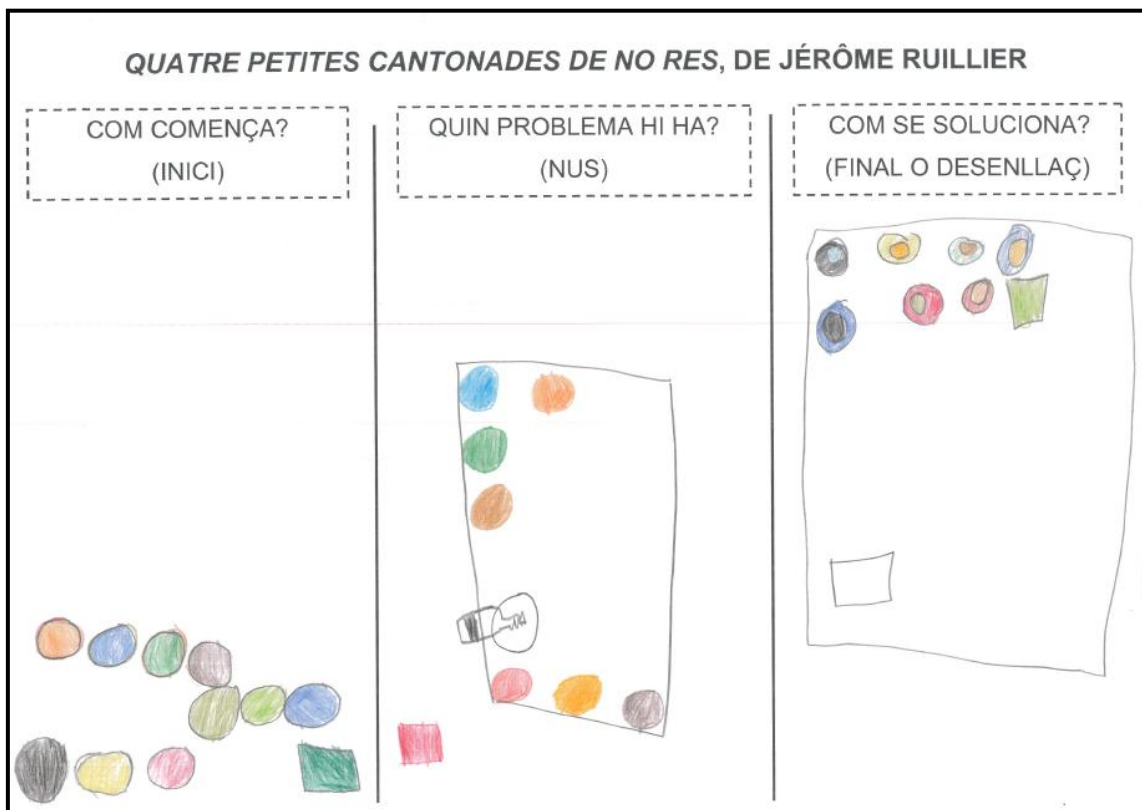 QUATRE PETITES CANTONADES DE NO RES, DE JÉRÔME RUILLIER
COM COMENÇA?
(INICI)
QUIN PROBLEMA HI HA?
(NUS)
COM SE SOLUCIONA?
(FINAL O DESENLLAÇ)